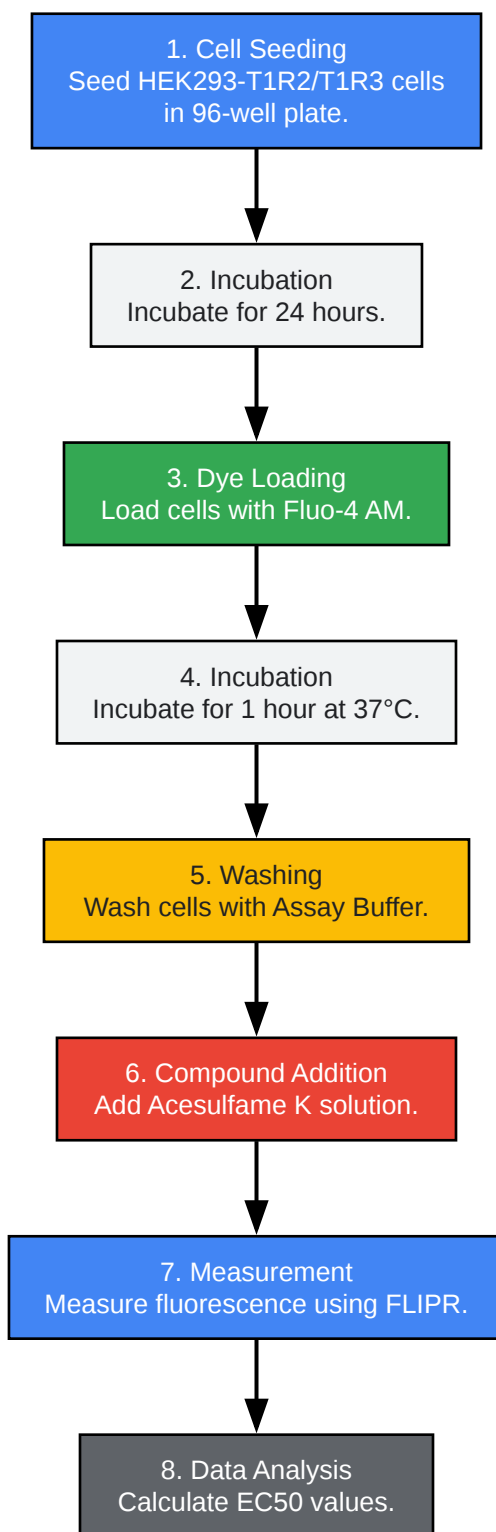 1. Cell Seeding
Seed HEK293-T1R2/T1R3 cells
in 96-well plate.
2. Incubation
Incubate for 24 hours.
3. Dye Loading
Load cells with Fluo-4 AM.
4. Incubation
Incubate for 1 hour at 37°C.
5. Washing
Wash cells with Assay Buffer.
6. Compound Addition
Add Acesulfame K solution.
7. Measurement
Measure fluorescence using FLIPR.
8. Data Analysis
Calculate EC50 values.